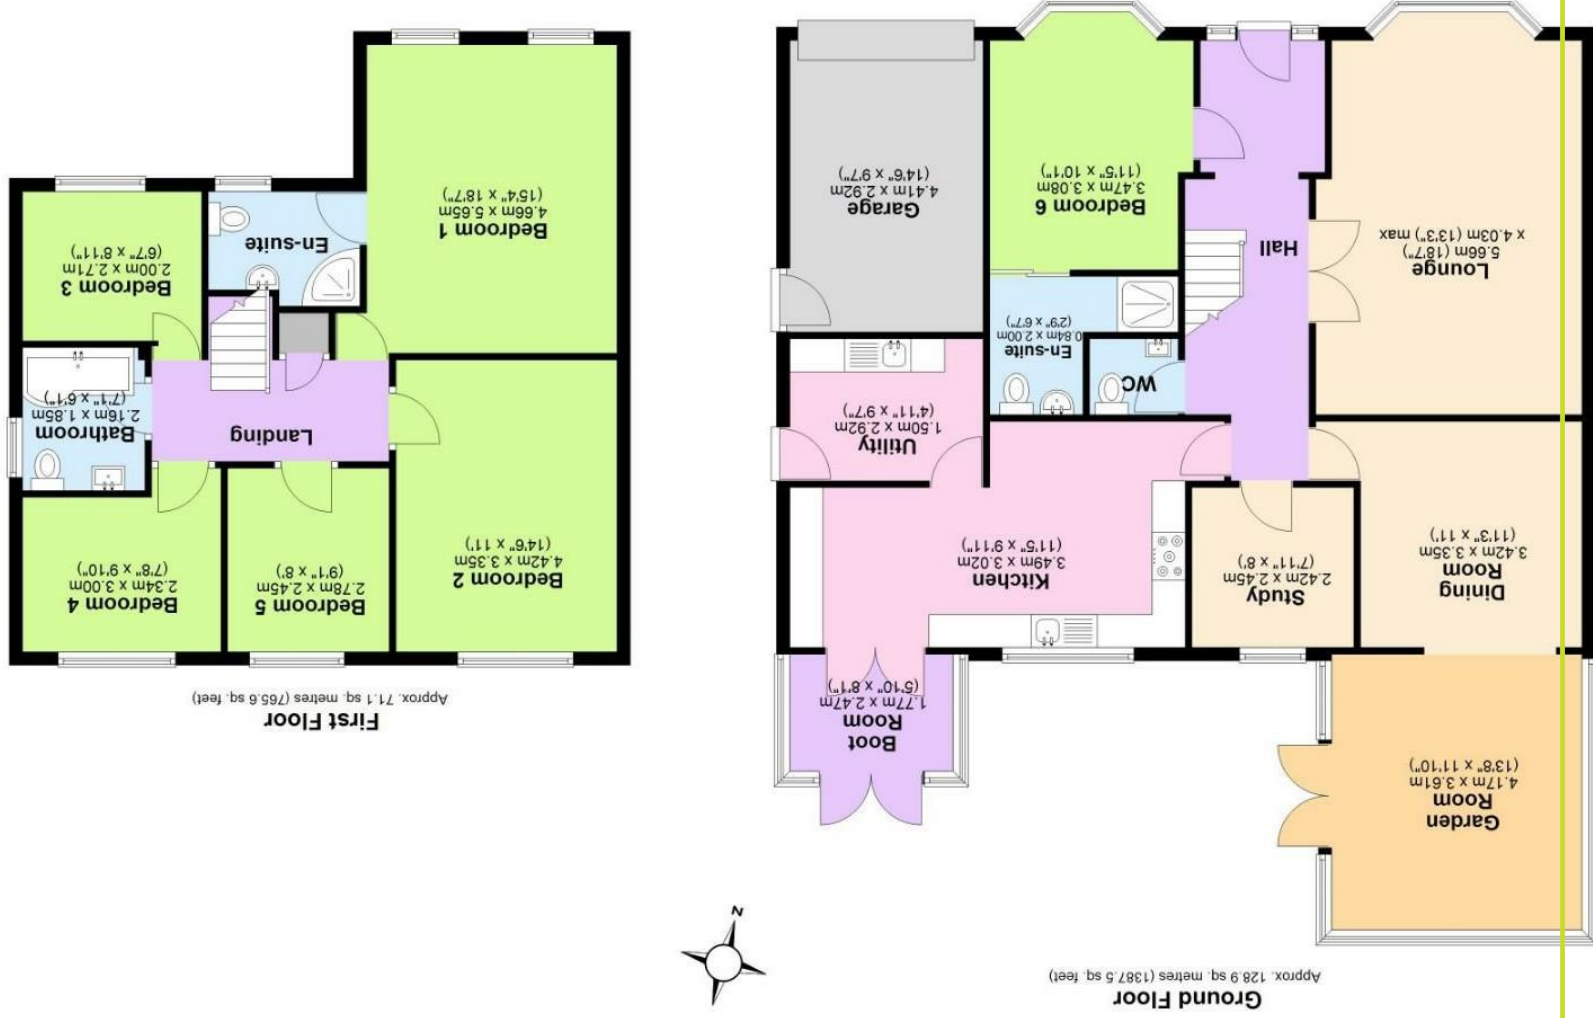 Ground Floor
Approx. 128.9 sq. metres (1387.5 sq. feet)
Garden
Room
4.17m x 3.61m
(13'8" x 11'10")
Boot
Room
1.77m x 2.47m
(5'10" x 8'1")
Dining
Room
3.42m x 3.35m
(11'3" x 11')
Study
2.42m x 2.45m
(7'11" x 8')
Kitchen
3.49m x 3.02m
(11'5" x 9'11")
Utility
1.50m x 2.92m
(4'11" x 9'7")
WC
En-suite
0.84m x 2.00m
(2'9" x 6'7")
Lounge
5.66m (18'7")
x 4.03m (13'3") max
Hall
Bedroom 6
3.47m x 3.08m
(11'5" x 10'1")
Garage
4.41m x 2.92m
(14'6" x 9'7")
N
First Floor
Approx. 71.1 sq. metres (765.6 sq. feet)
Bedroom 2
4.42m x 3.35m
(14'6" x 11')
Bedroom 5
2.78m x 2.45m
(9'1" x 8')
Bedroom 4
2.34m x 3.00m
(7'8" x 9'10")
Landing
Bathroom
2.16m x 1.85m
(7'1" x 6'1")
Bedroom 3
2.00m x 2.71m
(6'7" x 8'11")
En-suite
Bedroom 1
4.66m x 5.65m
(15'4" x 18'7")